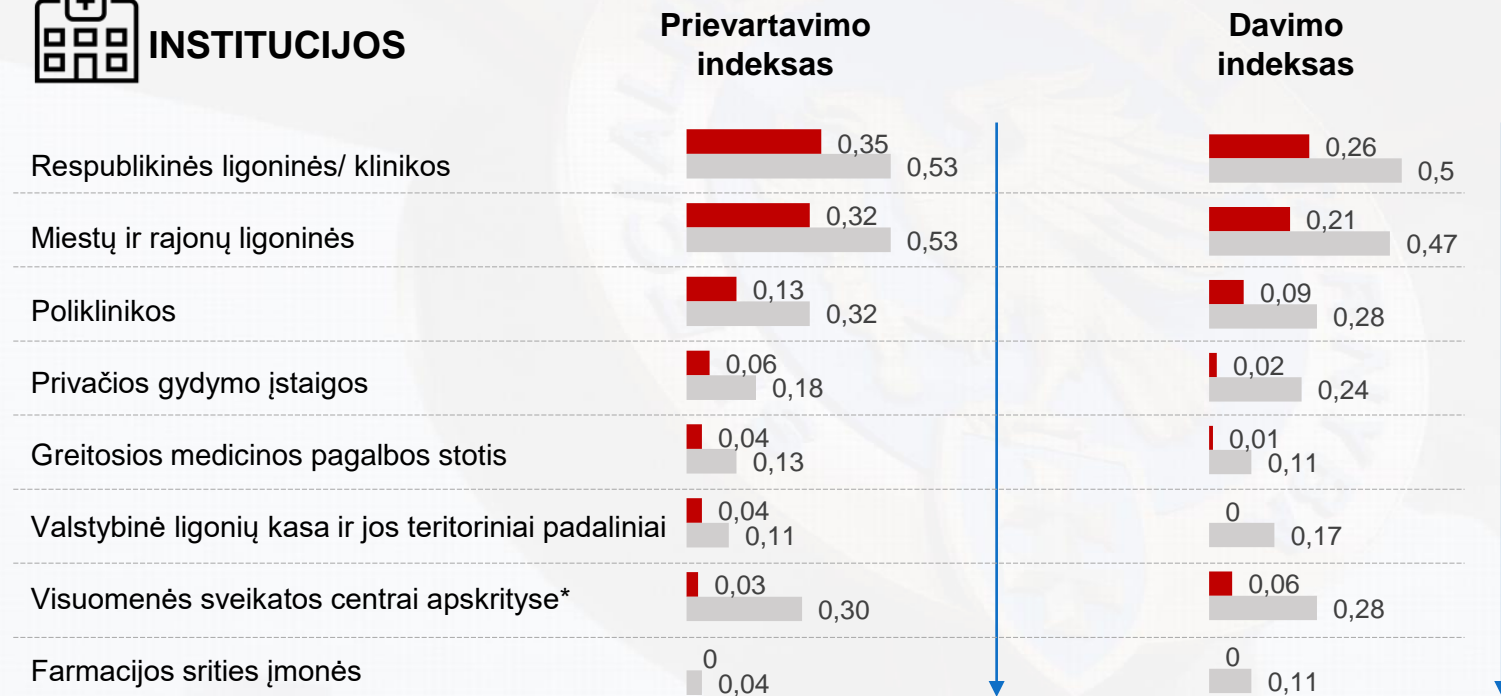 INSTITUCIJOS
Prievartavimo
indeksas
Davimo
indeksas
Respublikinės ligoninės/ klinikos
0,35
0,53
0,26
0,5
Miestų ir rajonų ligoninės
0,32
0,53
0,21
0,47
Poliklinikos
0,13
0,32
0,09
0,28
Privačios gydymo įstaigos
0,06
0,18
0,02
0,24
Greitosios medicinos pagalbos stotis
0,04
0,13
0,01
0,11
Valstybinė ligonių kasa ir jos teritoriniai padaliniai
0,04
0,11
0
0,17
Visuomenės sveikatos centrai apskrityse*
0,03
0,30
0,06
0,28
Farmacijos srities įmonės
0
0,04
0
0,11